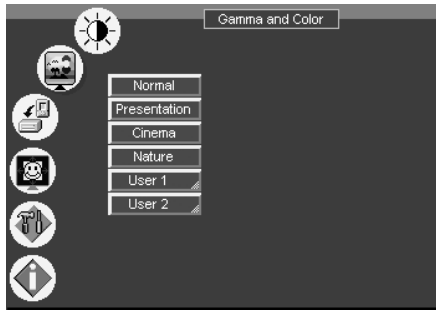 Gamma and Color
Normal
Presentation
Cinema
Nature
User 1
User 2